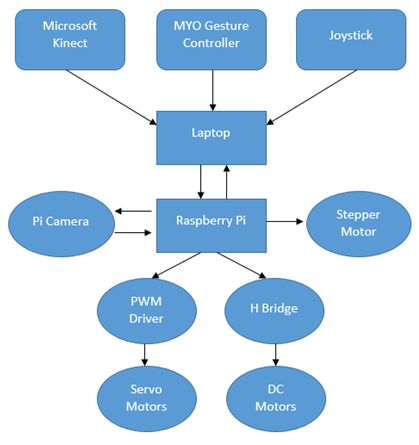 Microsoft
Kinect
MYO Gesture
Controller
Joystick
Laptop
Pi Camera
Raspberry Pi
Stepper
Motor
PWM
Driver
H Bridge
Servo
Motors
DC
Motors